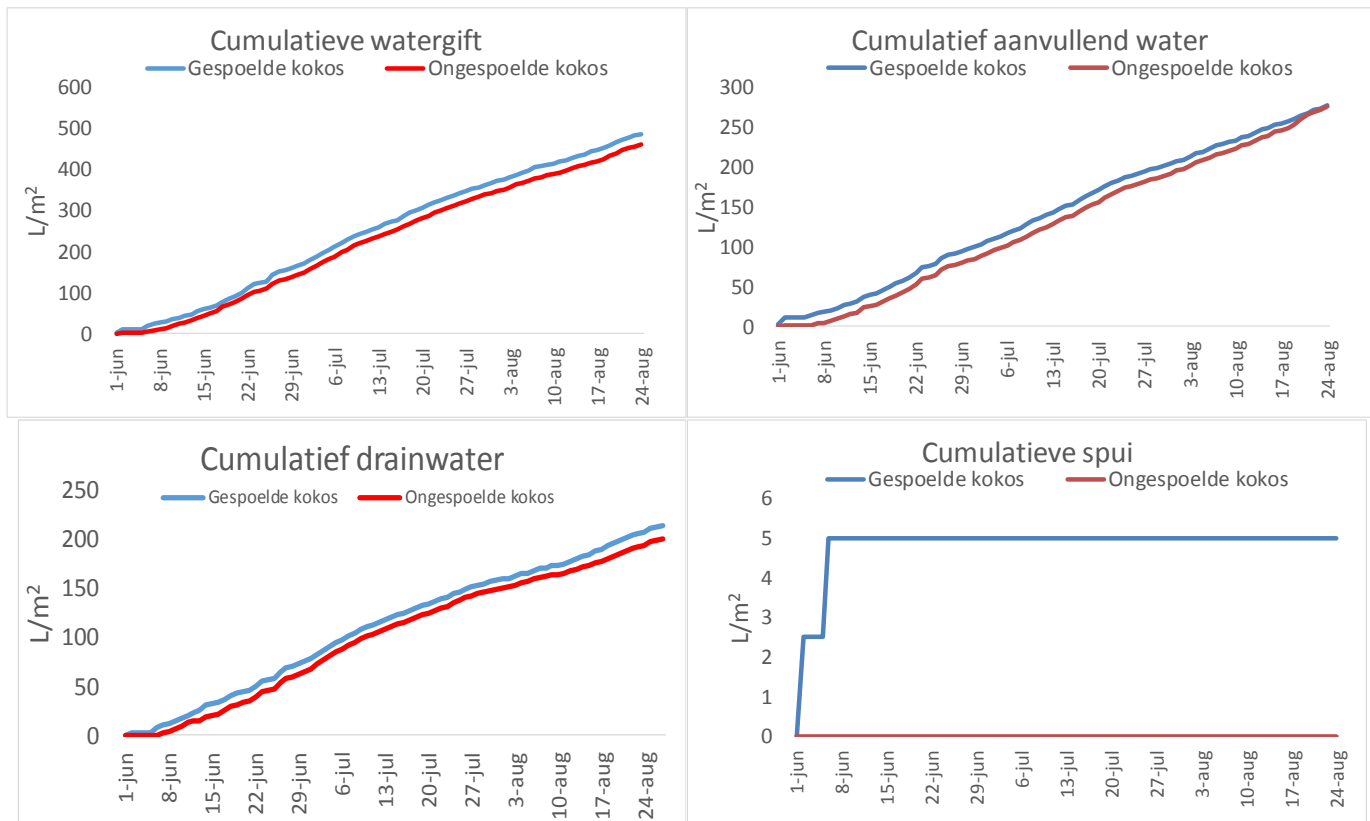 Cumulatieve watergift
Gespoelde kokos Ongespoelde kokos
600
500
400
300
200
100
0
L/m²
1-jun 8-jun 15-jun 22-jun 29-jun 6-jul 13-jul 20-jul 27-jul 3-aug 10-aug 17-aug 24-aug
Cumulatief aanvullend water
Gespoelde kokos Ongespoelde kokos
300
250
200
150
100
50
0
L/m²
1-jun 8-jun 15-jun 22-jun 29-jun 6-jul 13-jul 20-jul 27-jul 3-aug 10-aug 17-aug 24-aug
Cumulatief drainwater
Gespoelde kokos Ongespoelde kokos
250
200
150
100
50
0
L/m²
1-jun 8-jun 15-jun 22-jun 29-jun 6-jul 13-jul 20-jul 27-jul 3-aug 10-aug 17-aug 24-aug
Cumulatieve spui
Gespoelde kokos Ongespoelde kokos
6
5
4
3
2
1
0
L/m²
1-jun 8-jun 15-jun 22-jun 29-jun 6-jul 13-jul 20-jul 27-jul 3-aug 10-aug 17-aug 24-aug